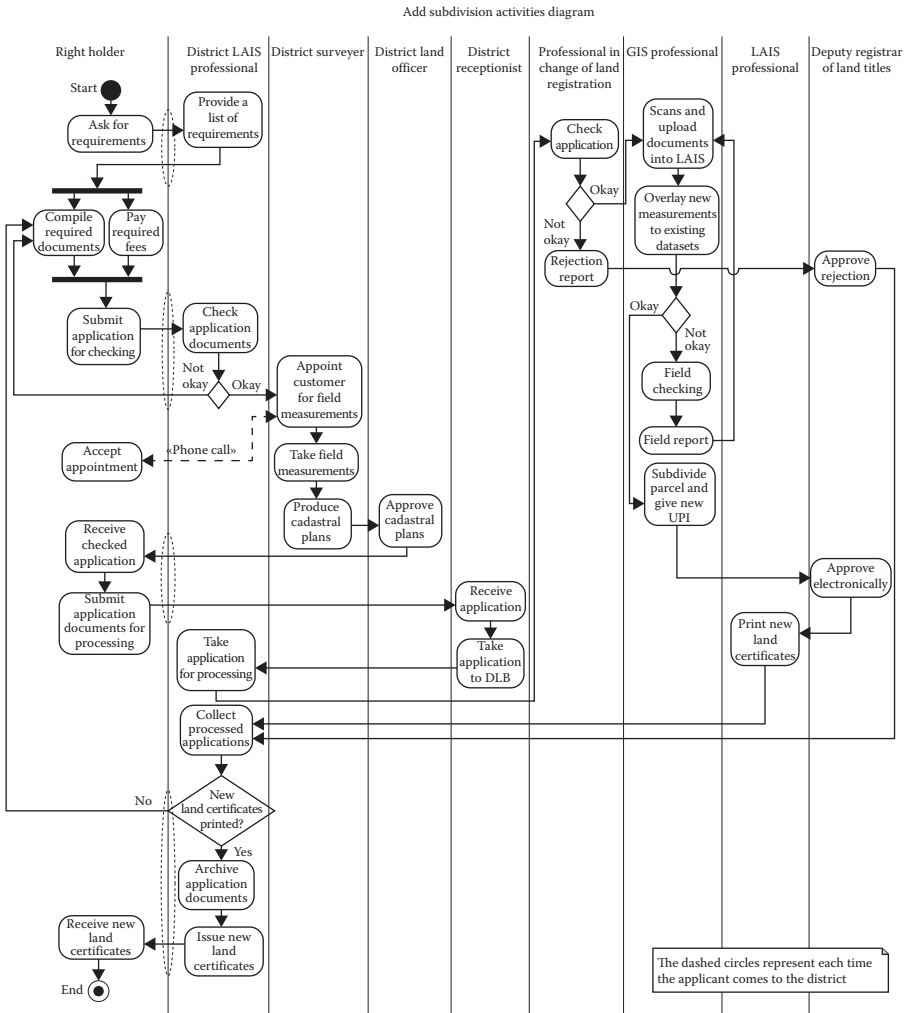 Add subdivision activities diagram
Right holder
District LAIS
professional
District surveyer
District land
officer
District
receptionist
Professional in
change of land
registration
GIS professional
LAIS
professional
Deputy registrar
of land titles
Start
Ask for
requirements
Provide a
list of
requirements
Compile
required
documents
Pay
required
fees
Submit
application
for checking
Check
application
documents
Not
okay
Okay
Appoint
customer
for field
measurements
Accept
appointment
«Phone call»
Take field
measurements
Produce
cadastral
plans
Approve
cadastral
plans
Receive
checked
application
Submit
application
documents for
processing
Receive
application
Take
application
to DLB
Take
application
for processing
Check
application
Okay
Not
okay
Rejection
report
Scans and
upload
documents
into LAIS
Overlay new
measurements
to existing
datasets
Approve
rejection
Okay
Not
okay
Field
checking
Field report
Subdivide
parcel and
give new
UPI
Approve
electronically
Print new
land
certificates
Collect
processed
applications
New
land certificates
printed?
No
Yes
Archive
application
documents
Issue new
land
certificates
Receive new
land
certificates
End
The dashed circles represent each time
the applicant comes to the district